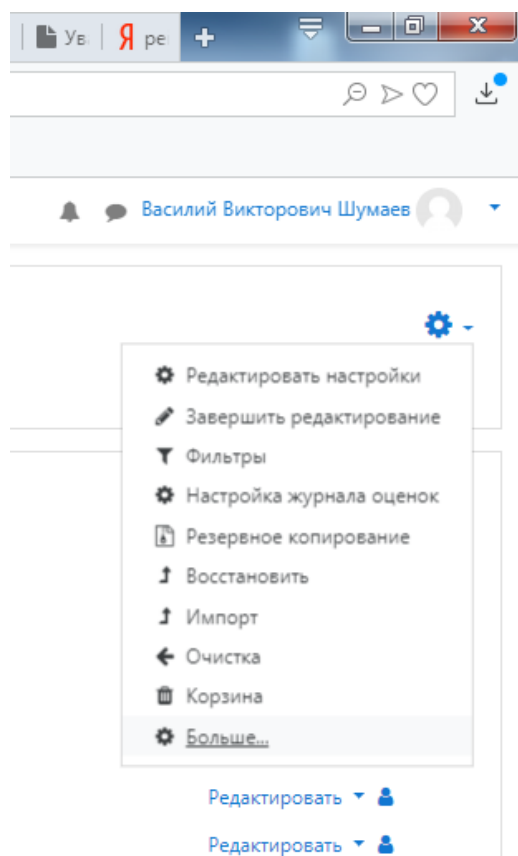 Ув Я ре
Василий Викторович Шумаев
Редактировать настройки
Завершить редактирование
Фильтры
Настройка журнала оценок
Резервное копирование
Восстановить
Импорт
Очистка
Корзина
Больше...
Редактировать
Редактировать